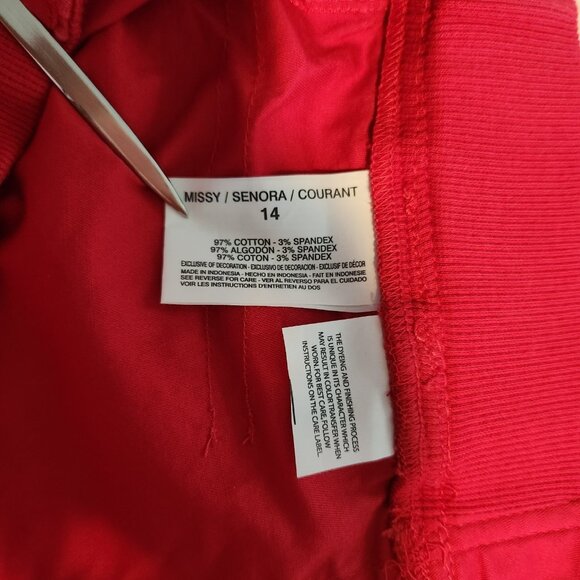 MISSY / SENORA / COURANT
14
97% COTTON - 3% SPANDEX
97% ALGODÓN - 3% SPANDEX
97% COTON - 3% SPANDEX
EXCLUSIVE OF DECORATION - EXCLUSIVO DE DECORACION - EXCLUSIF DE DÉCOR
MADE IN INDONESIA - HECHO EN INDONESIA - FAIT EN INDONESIE
SEE REVERSE FOR CARE - VER AL REVERSO PARA EL CUIDADO
VOIR LES INSTRUCTIONS D'ENTRETIEN AU DOS
THE DYEING AND FINISHING PROCESS
IS UNIQUE IN ITS CHARACTER WHICH
MAY RESULT IN COLOR TRANSFER WHEN
WORN. FOR BEST CARE, FOLLOW
INSTRUCTIONS ON THE CARE LABEL.